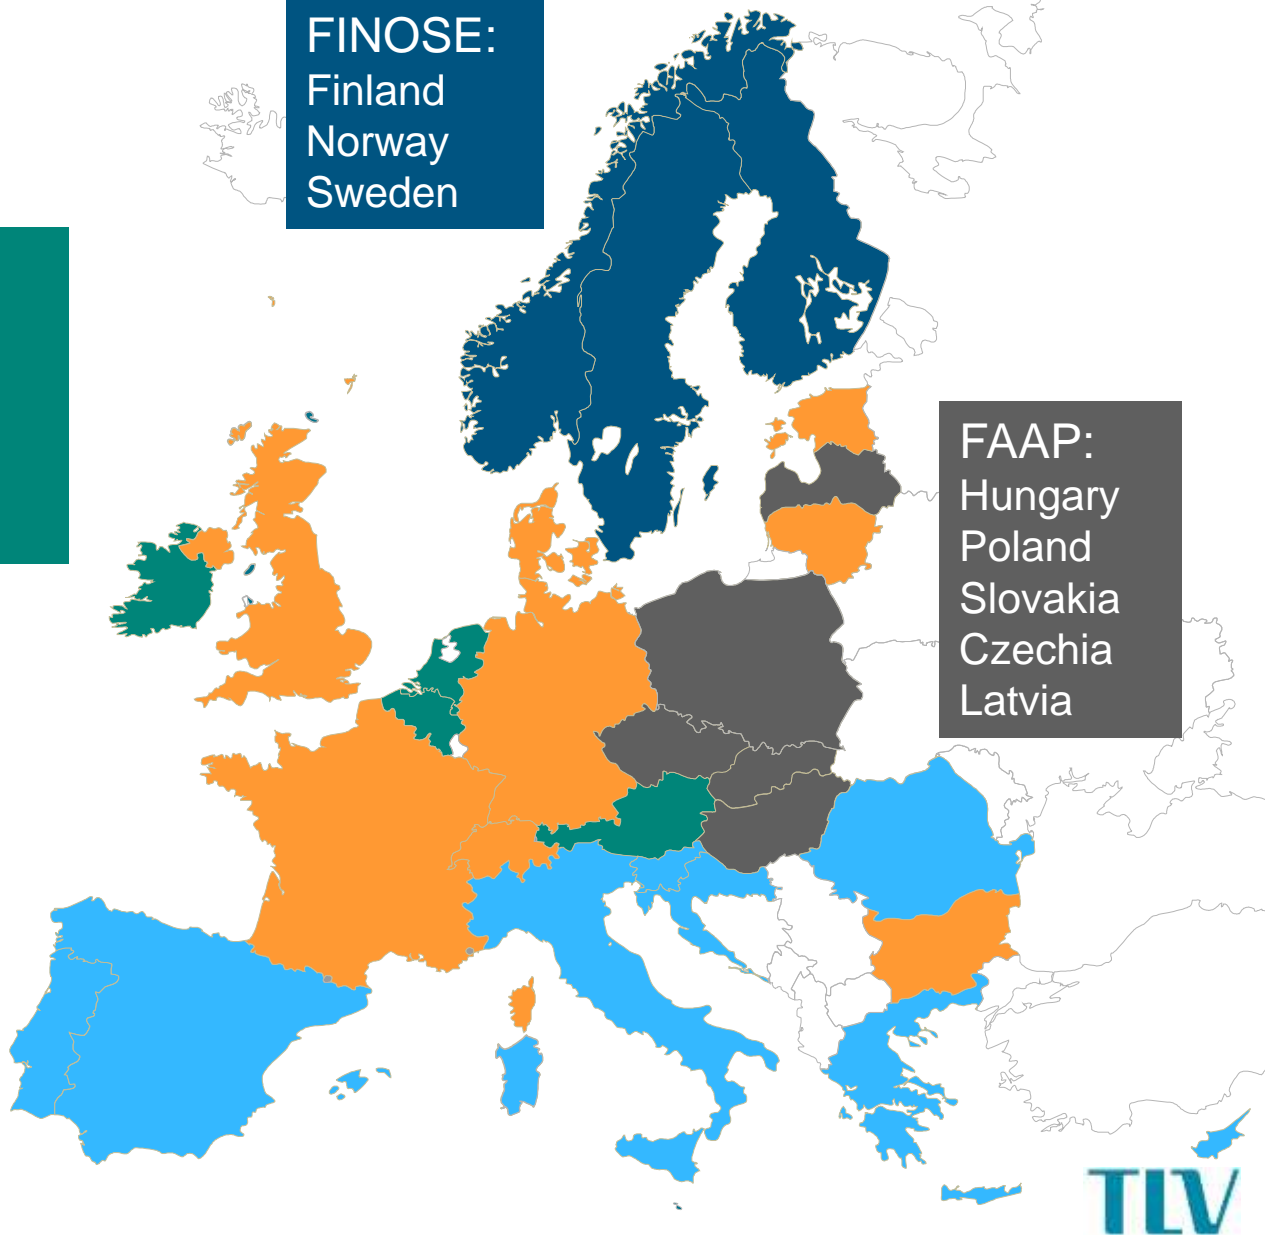 FINOSE:
Finland
Norway
Sweden
FAAP:
Hungary
Poland
Slovakia
Czechia
Latvia
TLV